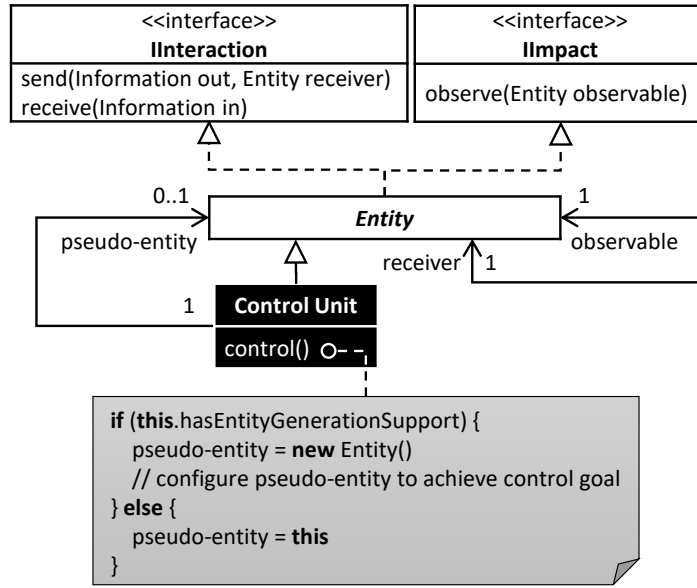 <<interface>>
IInteraction
send(Information out, Entity receiver)
receive(Information in)
<<interface>>
IImpact
observe(Entity observable)
0..1
Entity
1
pseudo-entity
receiver
1
observable
1
Control Unit
control()
if (this.hasEntityGenerationSupport) {
pseudo-entity = new Entity()
// configure pseudo-entity to achieve control goal
} else {
pseudo-entity = this
}